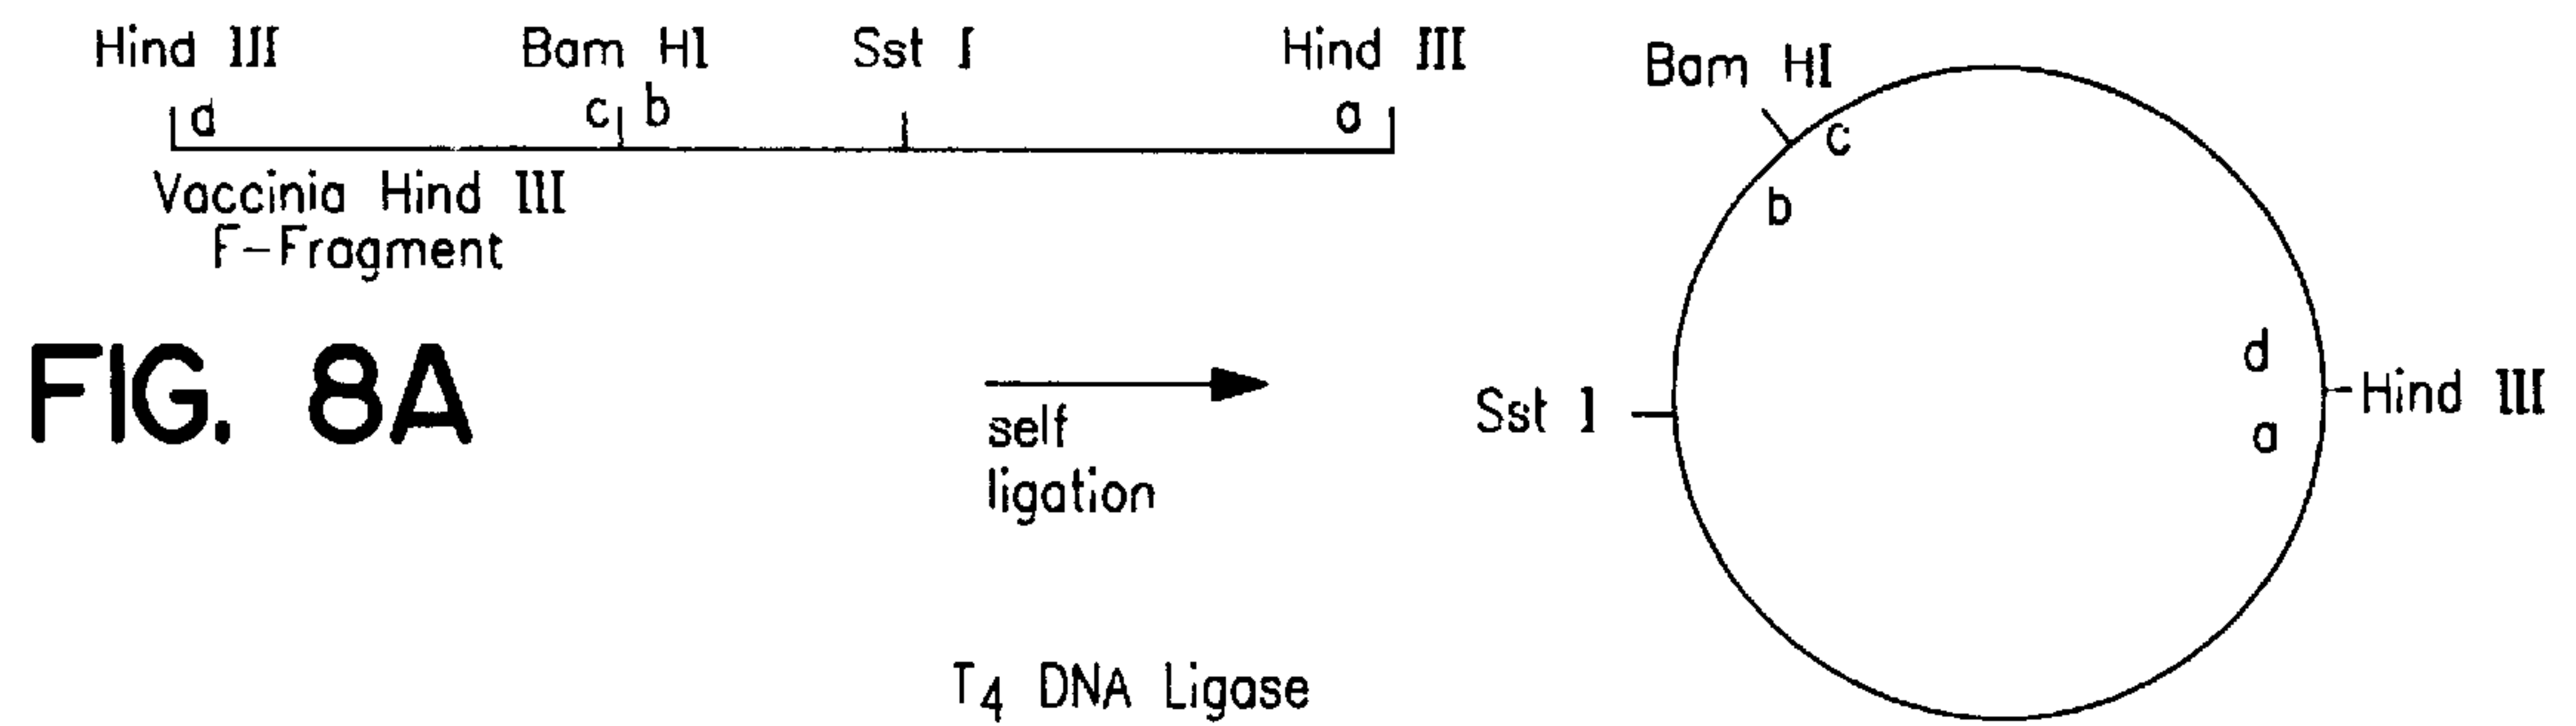 Hind III Bam HI Sst I Hind III
d c b a
Vaccinia Hind III
F-Fragment
FIG. 8A
self
ligation
T4 DNA Ligase
Bam HI
c
b
Sst I
d
a
Hind III